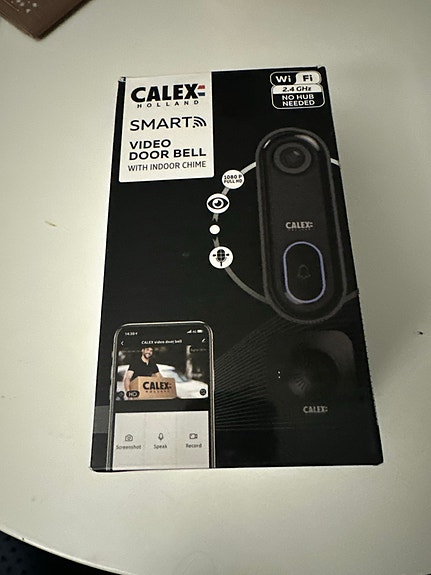 CALEX
HOLLAND
Wi Fi
2.4 GHz
NO HUB
NEEDED
SMART
VIDEO
DOOR BELL
WITH INDOOR CHIME
1080 P
FULL HD
CALEX
CALEX video door bell
CALEX
HOLLAND
HD
Screenshot
Speak
Record
CALEX